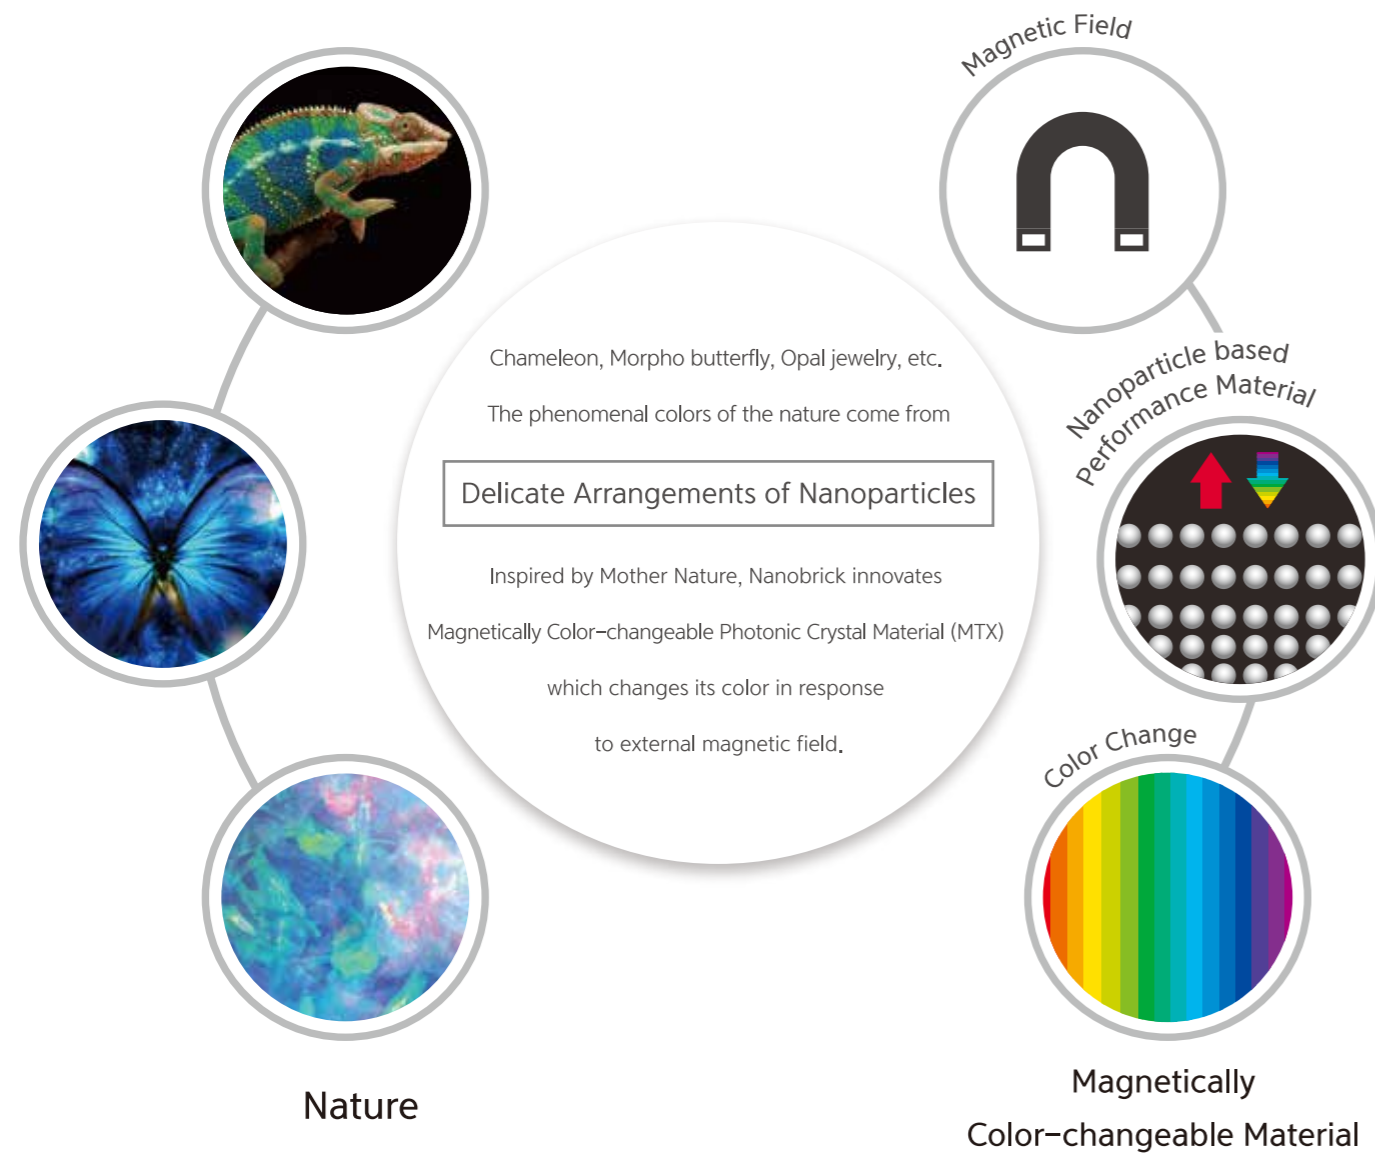 Magnetic Field
Chameleon, Morpho butterfly, Opal jewelry, etc.
The phenomenal colors of the nature come from
Delicate Arrangements of Nanoparticles
Inspired by Mother Nature, Nanobrick innovates
Magnetically Color-changeable Photonic Crystal Material (MTX)
which changes its color in response
to external magnetic field.
Nanoparticle based
Performance Material
Color Change
Nature
Magnetically
Color-changeable Material